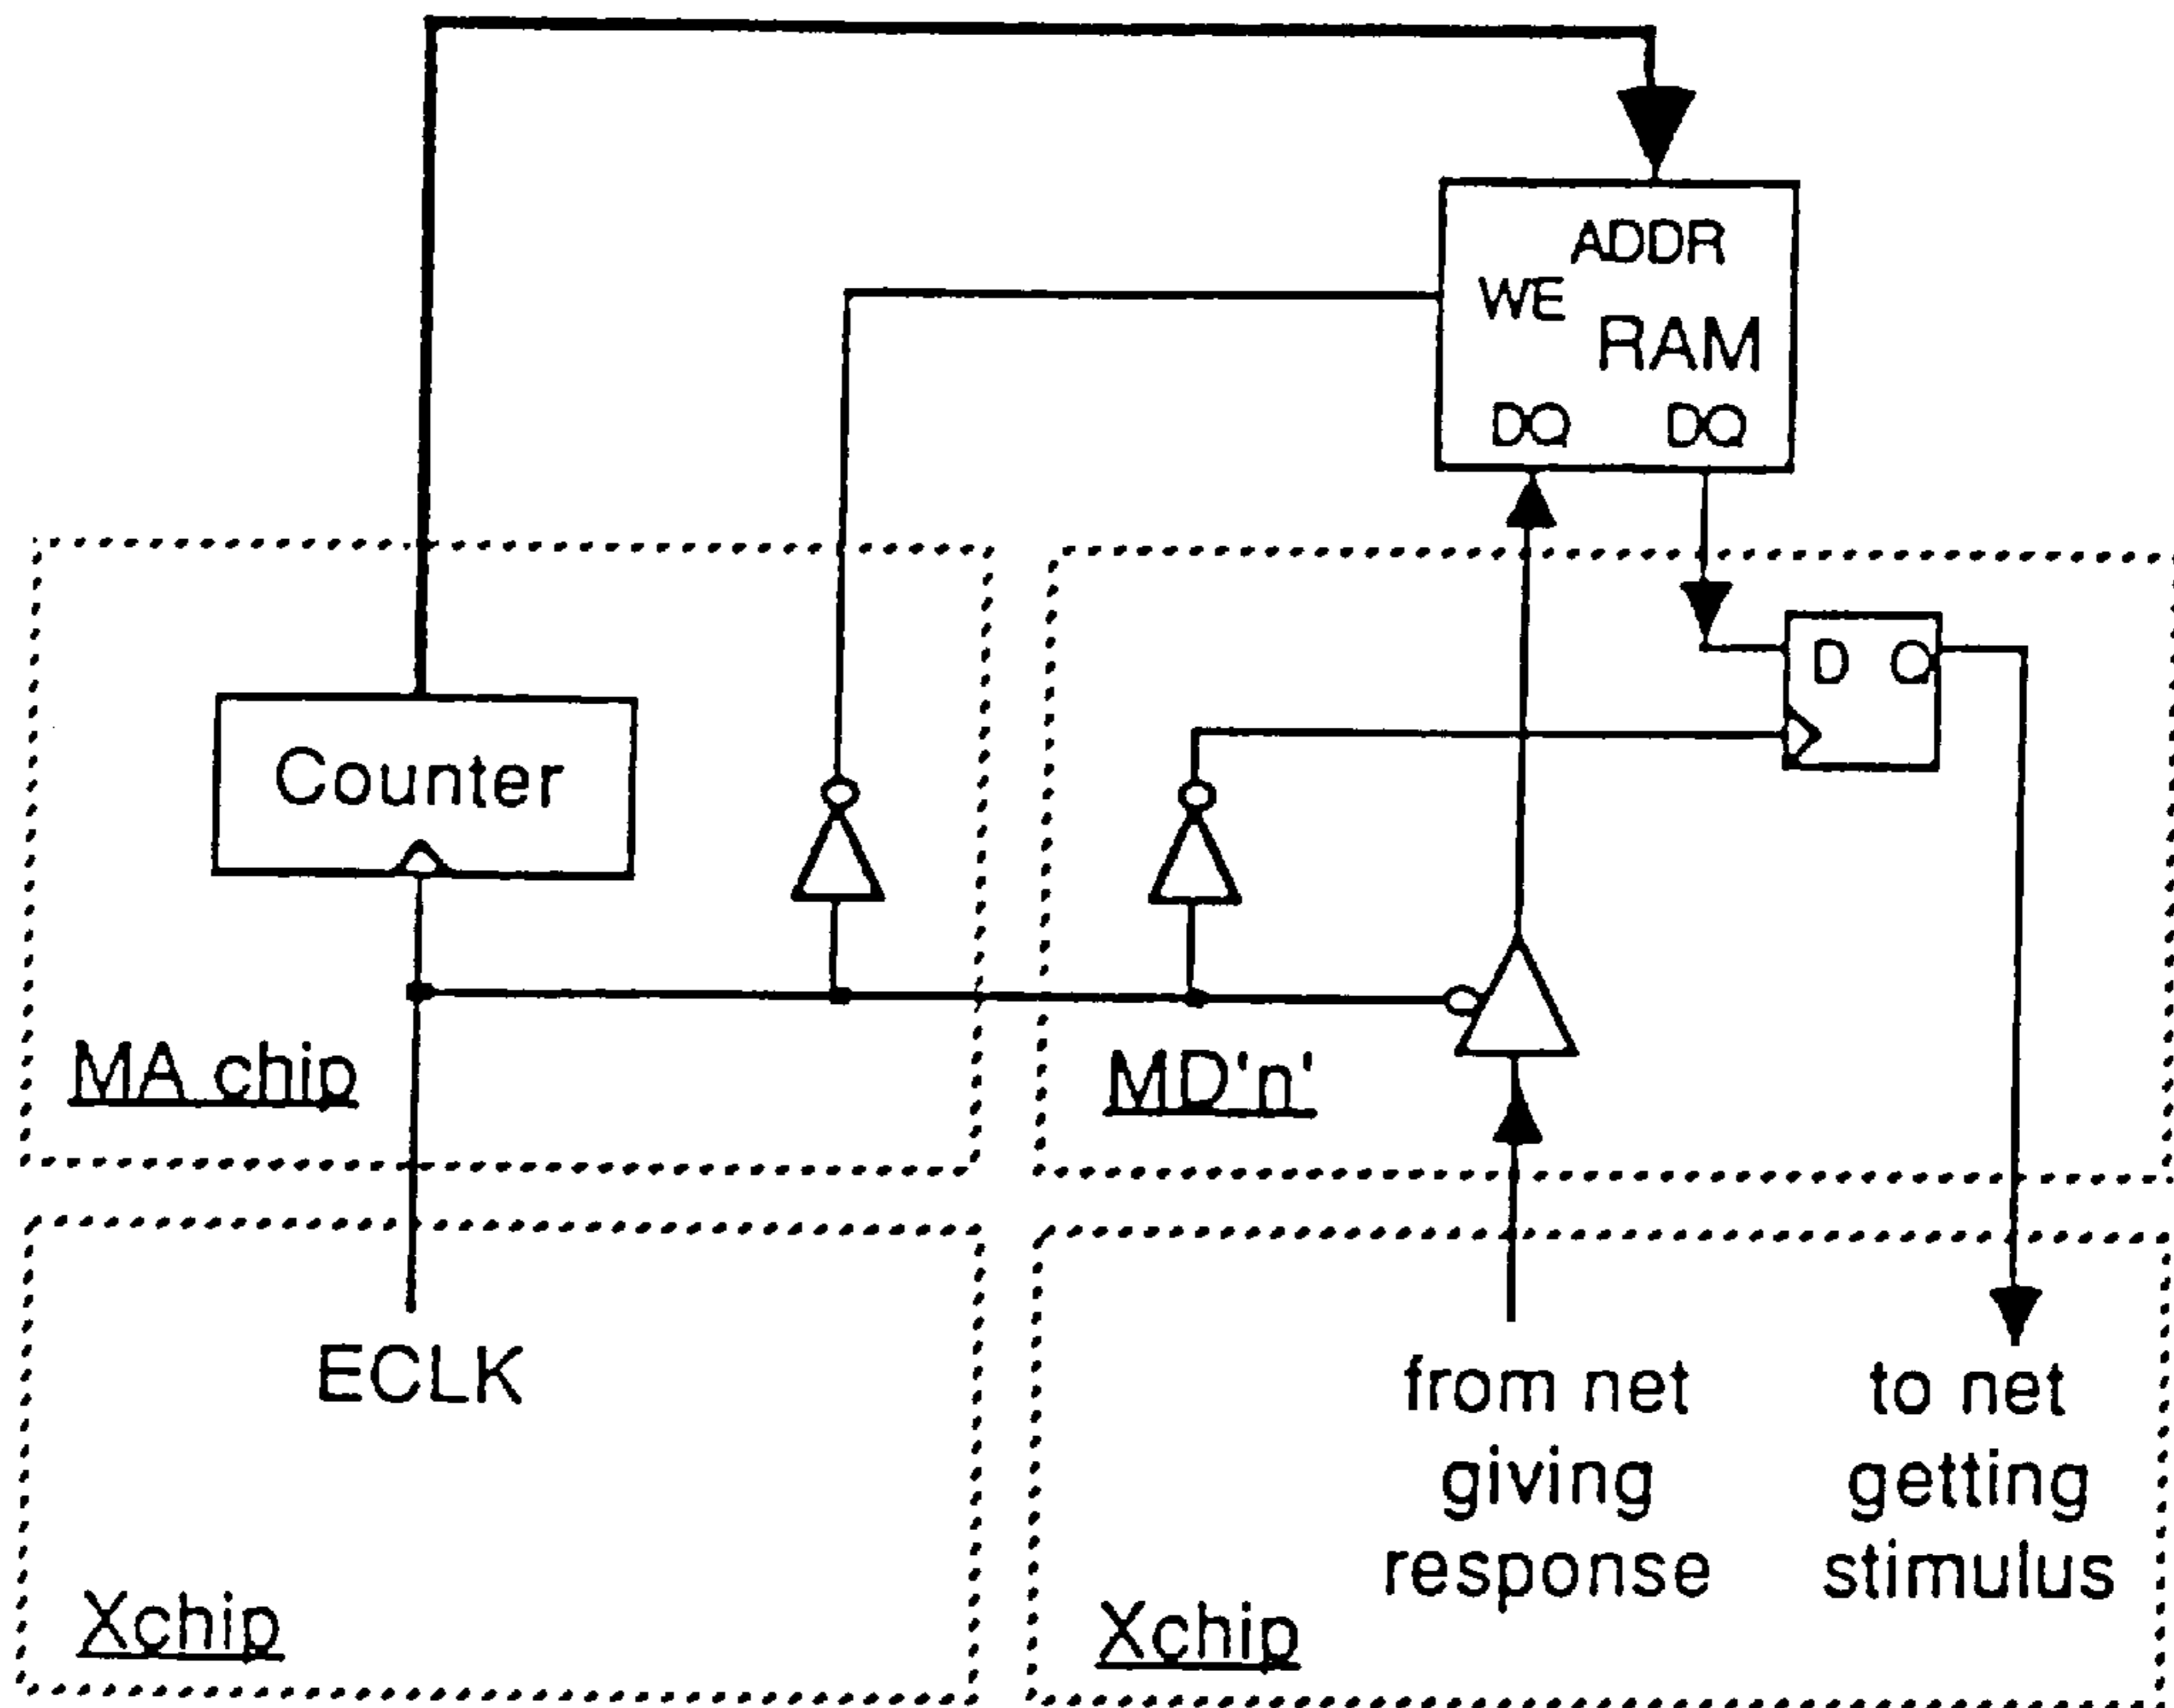 ADDR
WE
RAM
DQ DQ
D Q
Counter
MA chip
MD'n'
ECLK
from net
giving
response
to net
getting
stimulus
Xchip
Xchip